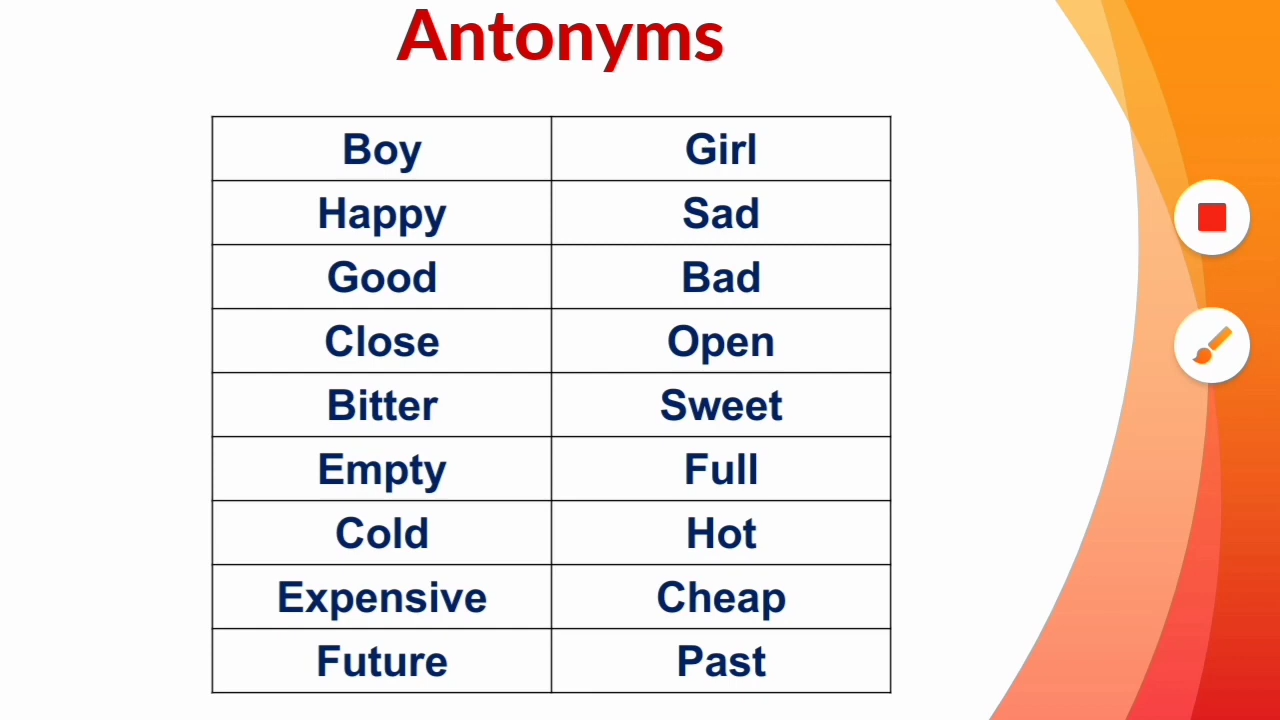 Antonyms
Boy Girl
Happy Sad
Good Bad
Close Open
Bitter Sweet
Empty Full
Cold Hot
Expensive Cheap
Future Past